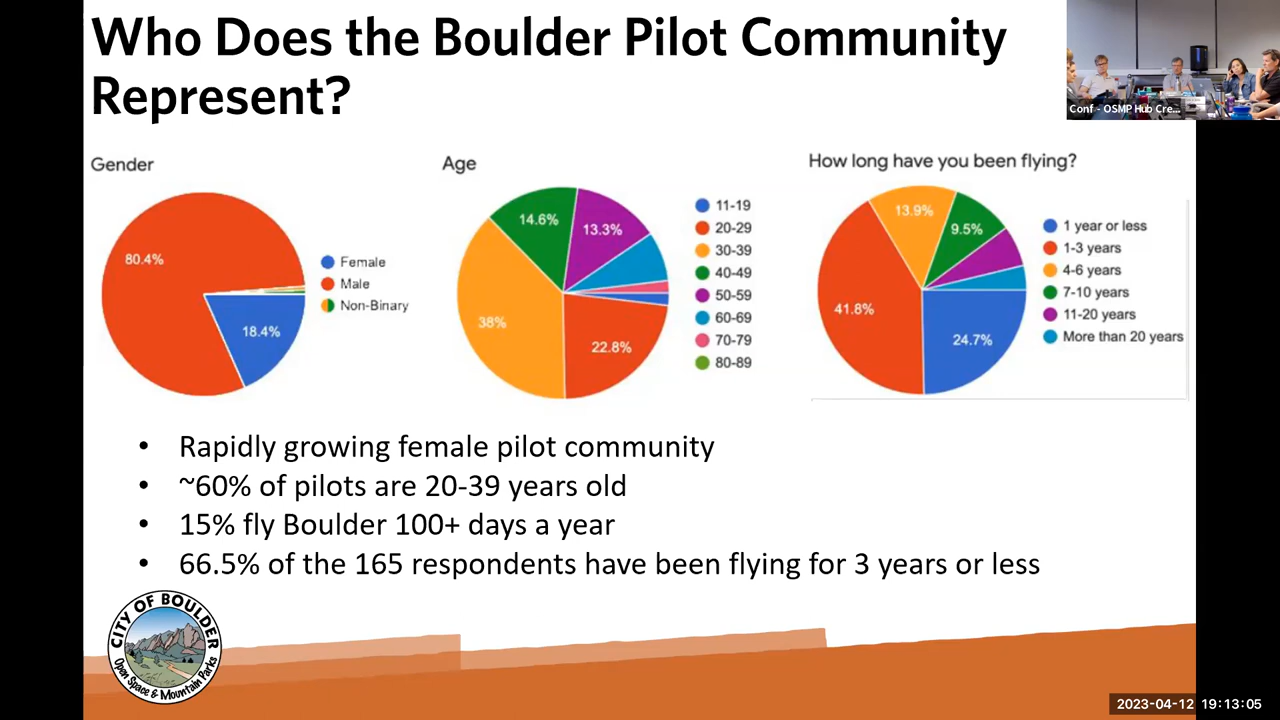 Who Does the Boulder Pilot Community
Represent?
Conf - OSMP Hub Cre...
Gender
80.4%
18.4%
Female
Male
Non-Binary
Age
14.6%
13.3%
38%
22.8%
11-19
20-29
30-39
40-49
50-59
60-69
70-79
80-89
How long have you been flying?
13.9%
9.5%
41.8%
24.7%
1 year or less
1-3 years
4-6 years
7-10 years
11-20 years
More than 20 years
• Rapidly growing female pilot community
• ~60% of pilots are 20-39 years old
• 15% fly Boulder 100+ days a year
• 66.5% of the 165 respondents have been flying for 3 years or less
CITY OF BOULDER
Open Space & Mountain Parks
2023-04-12 19:13:05